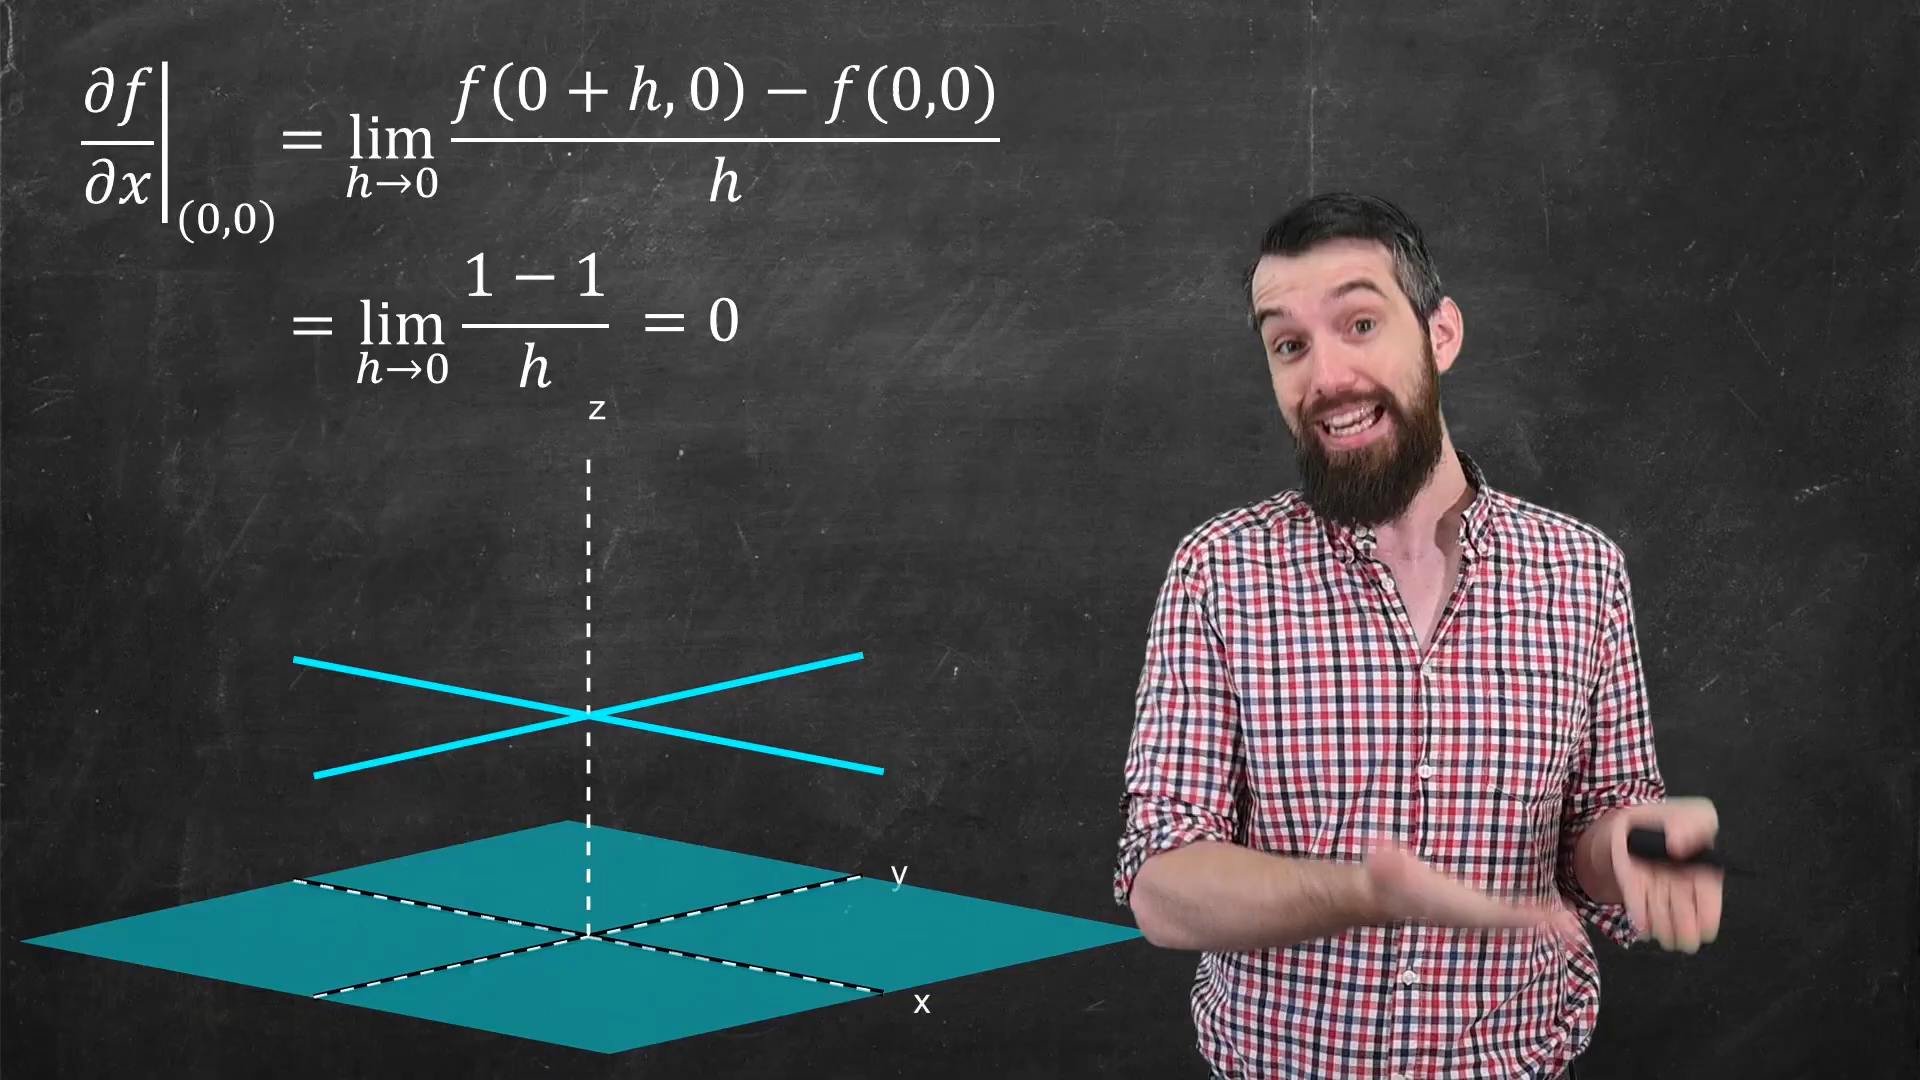 ∂f/∂x|(0,0) = lim h→0 f(0 + h, 0) − f(0,0) / h
= lim h→0 1 − 1 / h = 0
z
y
x